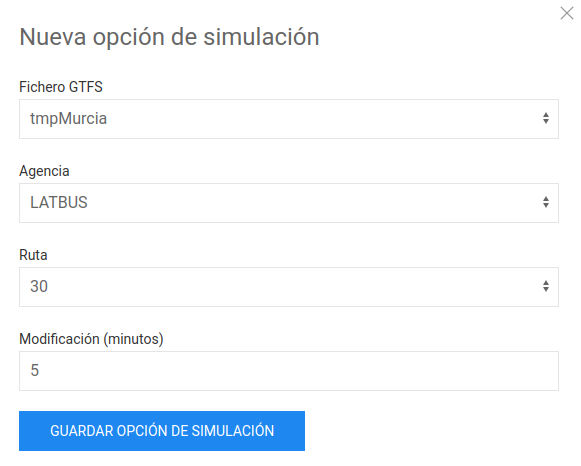 Nueva opción de simulación
Fichero GTFS
tmpMurcia
Agencia
LATBUS
Ruta
30
Modificación (minutos)
5
GUARDAR OPCIÓN DE SIMULACIÓN